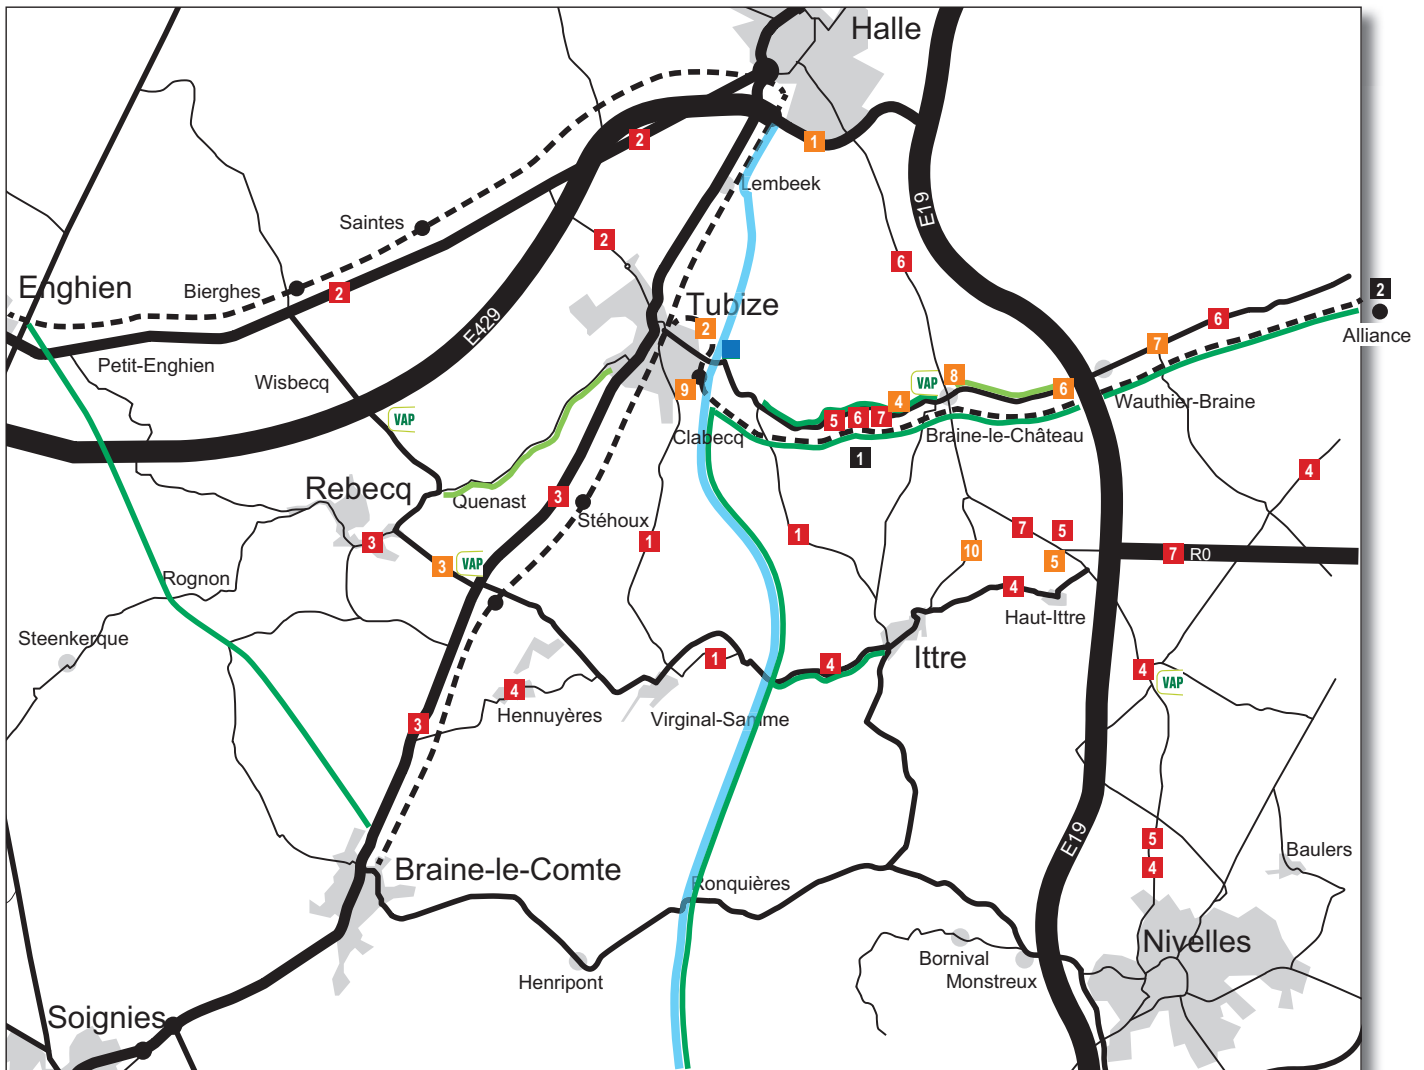 Halle
1
2
Lembeek
E19
Saintes
2
6
Enghien
Bierghes
2
2
Tubize
6
Alliance
2
E429
7
Petit-Enghien
Wisbecq
VAP
8
6
9
4
Wauthier-Braine
VAP
5 6 7
Clabecq
Braine-le-Château
1
4
Rebecq
Quenast
3
Stéhoux
7
5
3
1
1
10
5
7
R0
3
VAP
Rognon
4
Haut-Ittre
Steenkerque
Ittre
1
4
4
VAP
4
Hennuyères
Virginal-Samme
3
E19
5
4
Baulers
Braine-le-Comte
Ronquières
Nivelles
Bornival
Monstreux
Henripont
Soignies